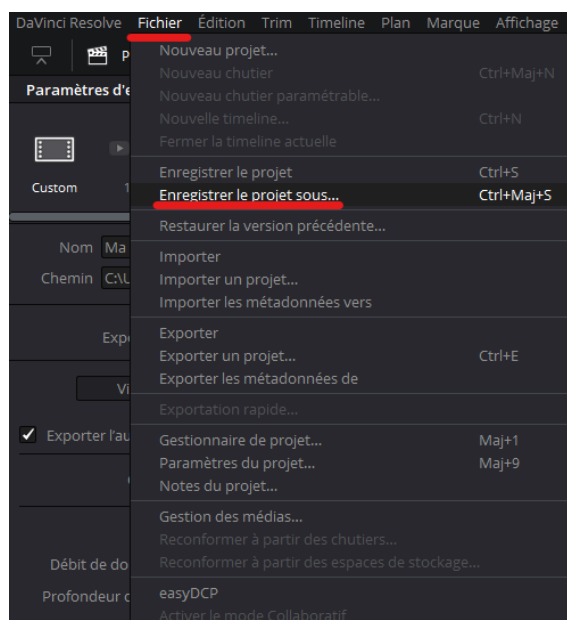 DaVinci Resolve Fichier Édition Trim Timeline Plan Marque Affichage
P
Nouveau projet...
Nouveau chutier Ctrl+Maj+N
Paramètres d'e
Nouveau chutier paramétrable...
Nouvelle timeline... Ctrl+N
Fermer la timeline actuelle
Enregistrer le projet Ctrl+S
Custom 1
Enregistrer le projet sous... Ctrl+Maj+S
Restaurer la version précédente...
Nom Ma
Importer
Chemin C:\U
Importer un projet...
Importer les métadonnées vers
Exporter
Expo
Exporter un projet... Ctrl+E
Exporter les métadonnées de
Vi
Exportation rapide...
Exporter l'au
Gestionnaire de projet... Maj+1
Paramètres du projet... Maj+9
Notes du projet...
Gestion des médias...
Reconformer à partir des chutiers...
Débit de do
Reconformer à partir des espaces de stockage...
Profondeur c
easyDCP
Activer le mode Collaboratif